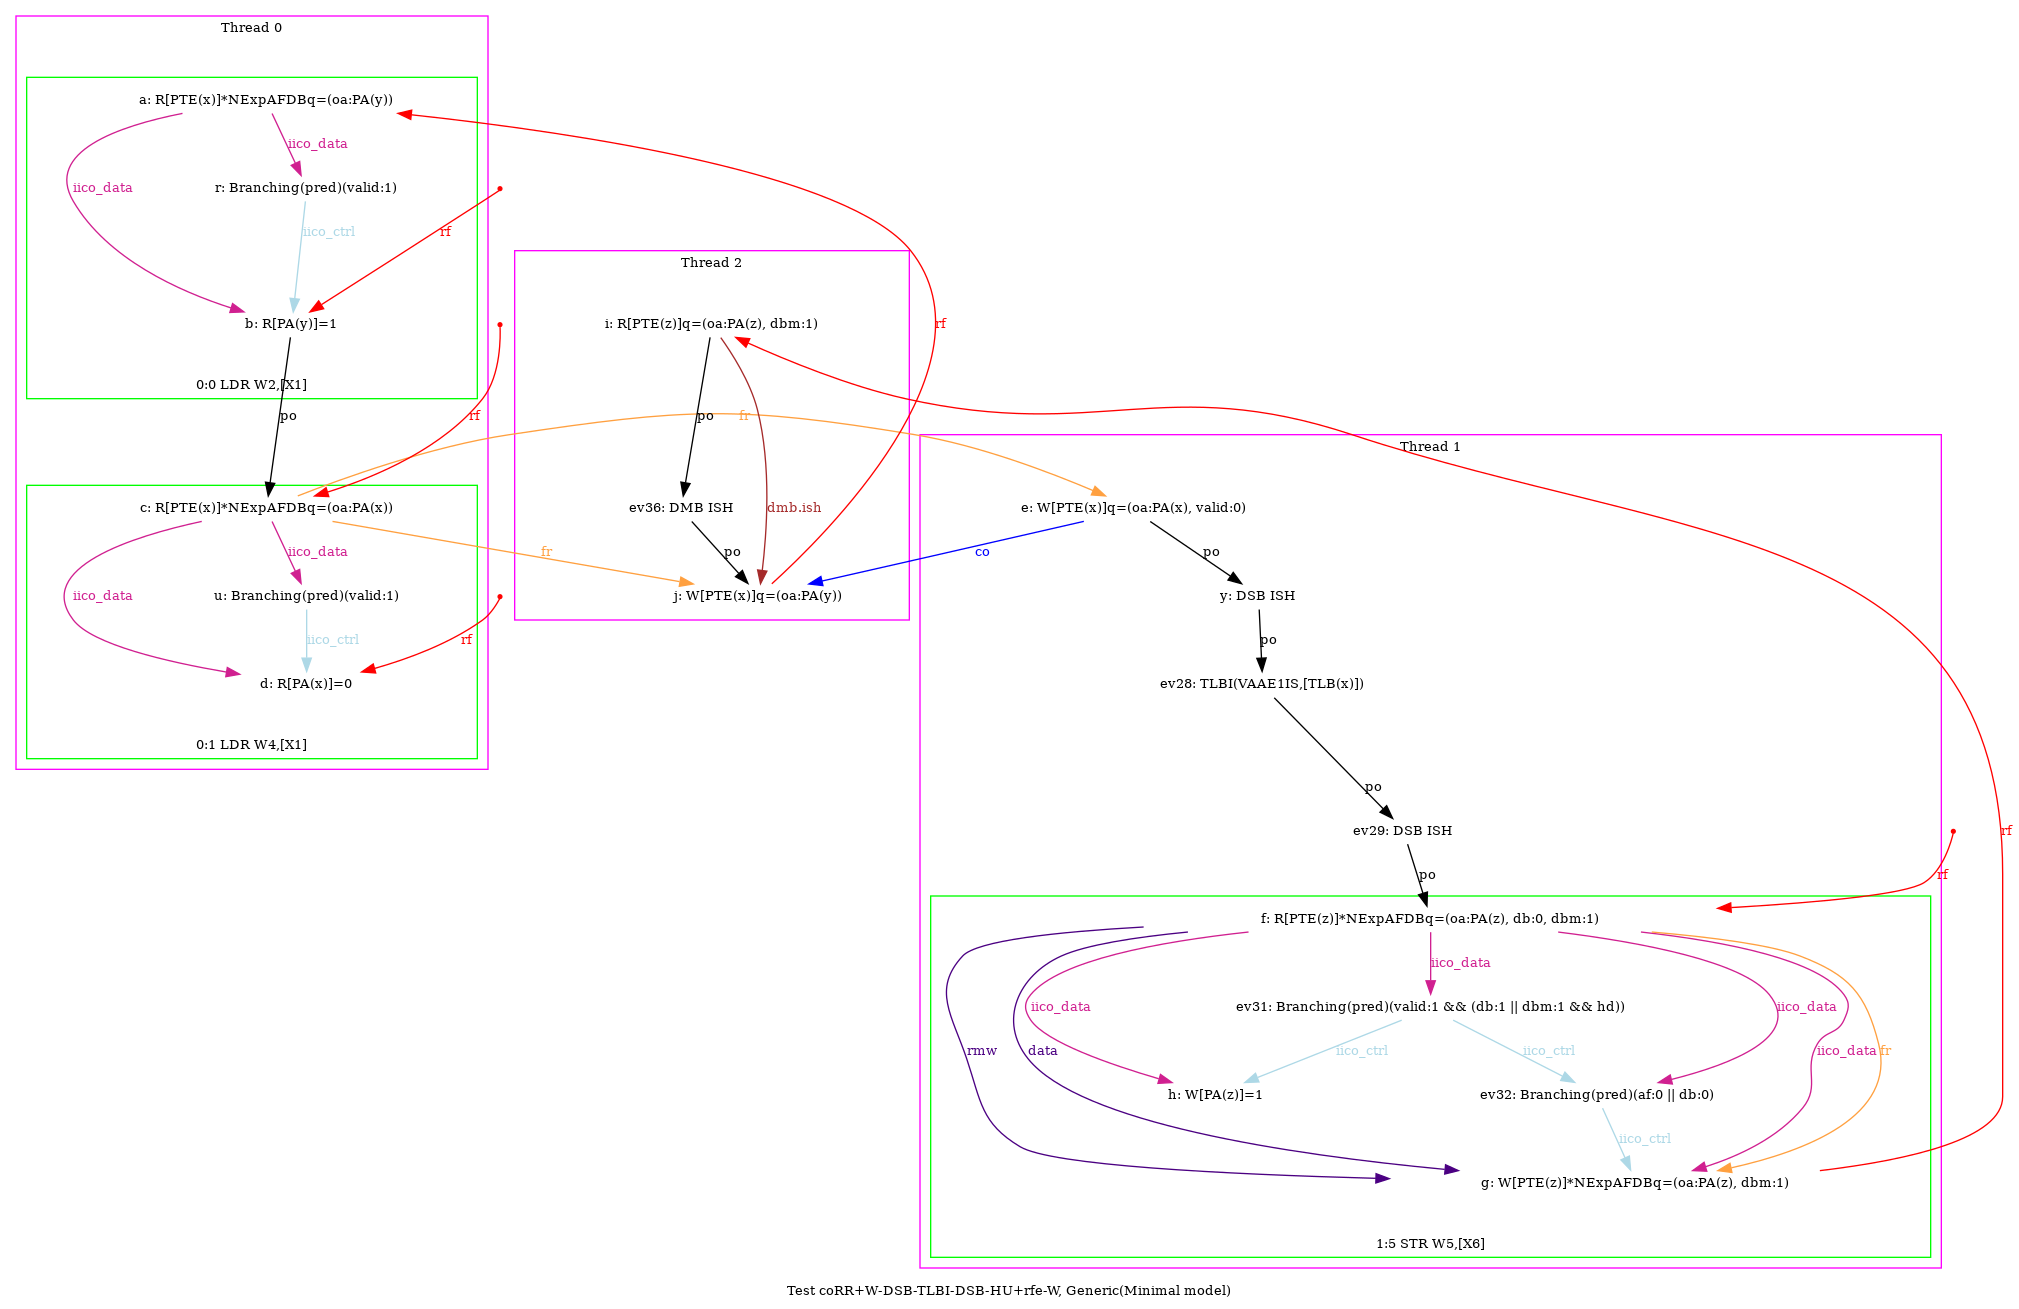 Thread 0
a: R[PTE(x)]*NExpAFDBq=(oa:PA(y))
iico_data
iico_data
r: Branching(pred)(valid:1)
iico_ctrl
rf
b: R[PA(y)]=1
0:0 LDR W2,[X1]
po
rf
c: R[PTE(x)]*NExpAFDBq=(oa:PA(x))
iico_data
fr
iico_data
u: Branching(pred)(valid:1)
iico_ctrl
rf
d: R[PA(x)]=0
0:1 LDR W4,[X1]
Thread 2
i: R[PTE(z)]q=(oa:PA(z), dbm:1)
rf
po
fr
ev36: DMB ISH
dmb.ish
po
j: W[PTE(x)]q=(oa:PA(y))
Thread 1
e: W[PTE(x)]q=(oa:PA(x), valid:0)
co
po
y: DSB ISH
po
ev28: TLBI(VAAE1IS,[TLB(x)])
po
ev29: DSB ISH
rf
po
rf
f: R[PTE(z)]*NExpAFDBq=(oa:PA(z), db:0, dbm:1)
iico_data
iico_data
ev31: Branching(pred)(valid:1 && (db:1 || dbm:1 && hd))
iico_data
rmw
data
iico_ctrl
iico_ctrl
iico_data
fr
h: W[PA(z)]=1
ev32: Branching(pred)(af:0 || db:0)
iico_ctrl
g: W[PTE(z)]*NExpAFDBq=(oa:PA(z), dbm:1)
1:5 STR W5,[X6]
Test coRR+W-DSB-TLBI-DSB-HU+rfe-W, Generic(Minimal model)